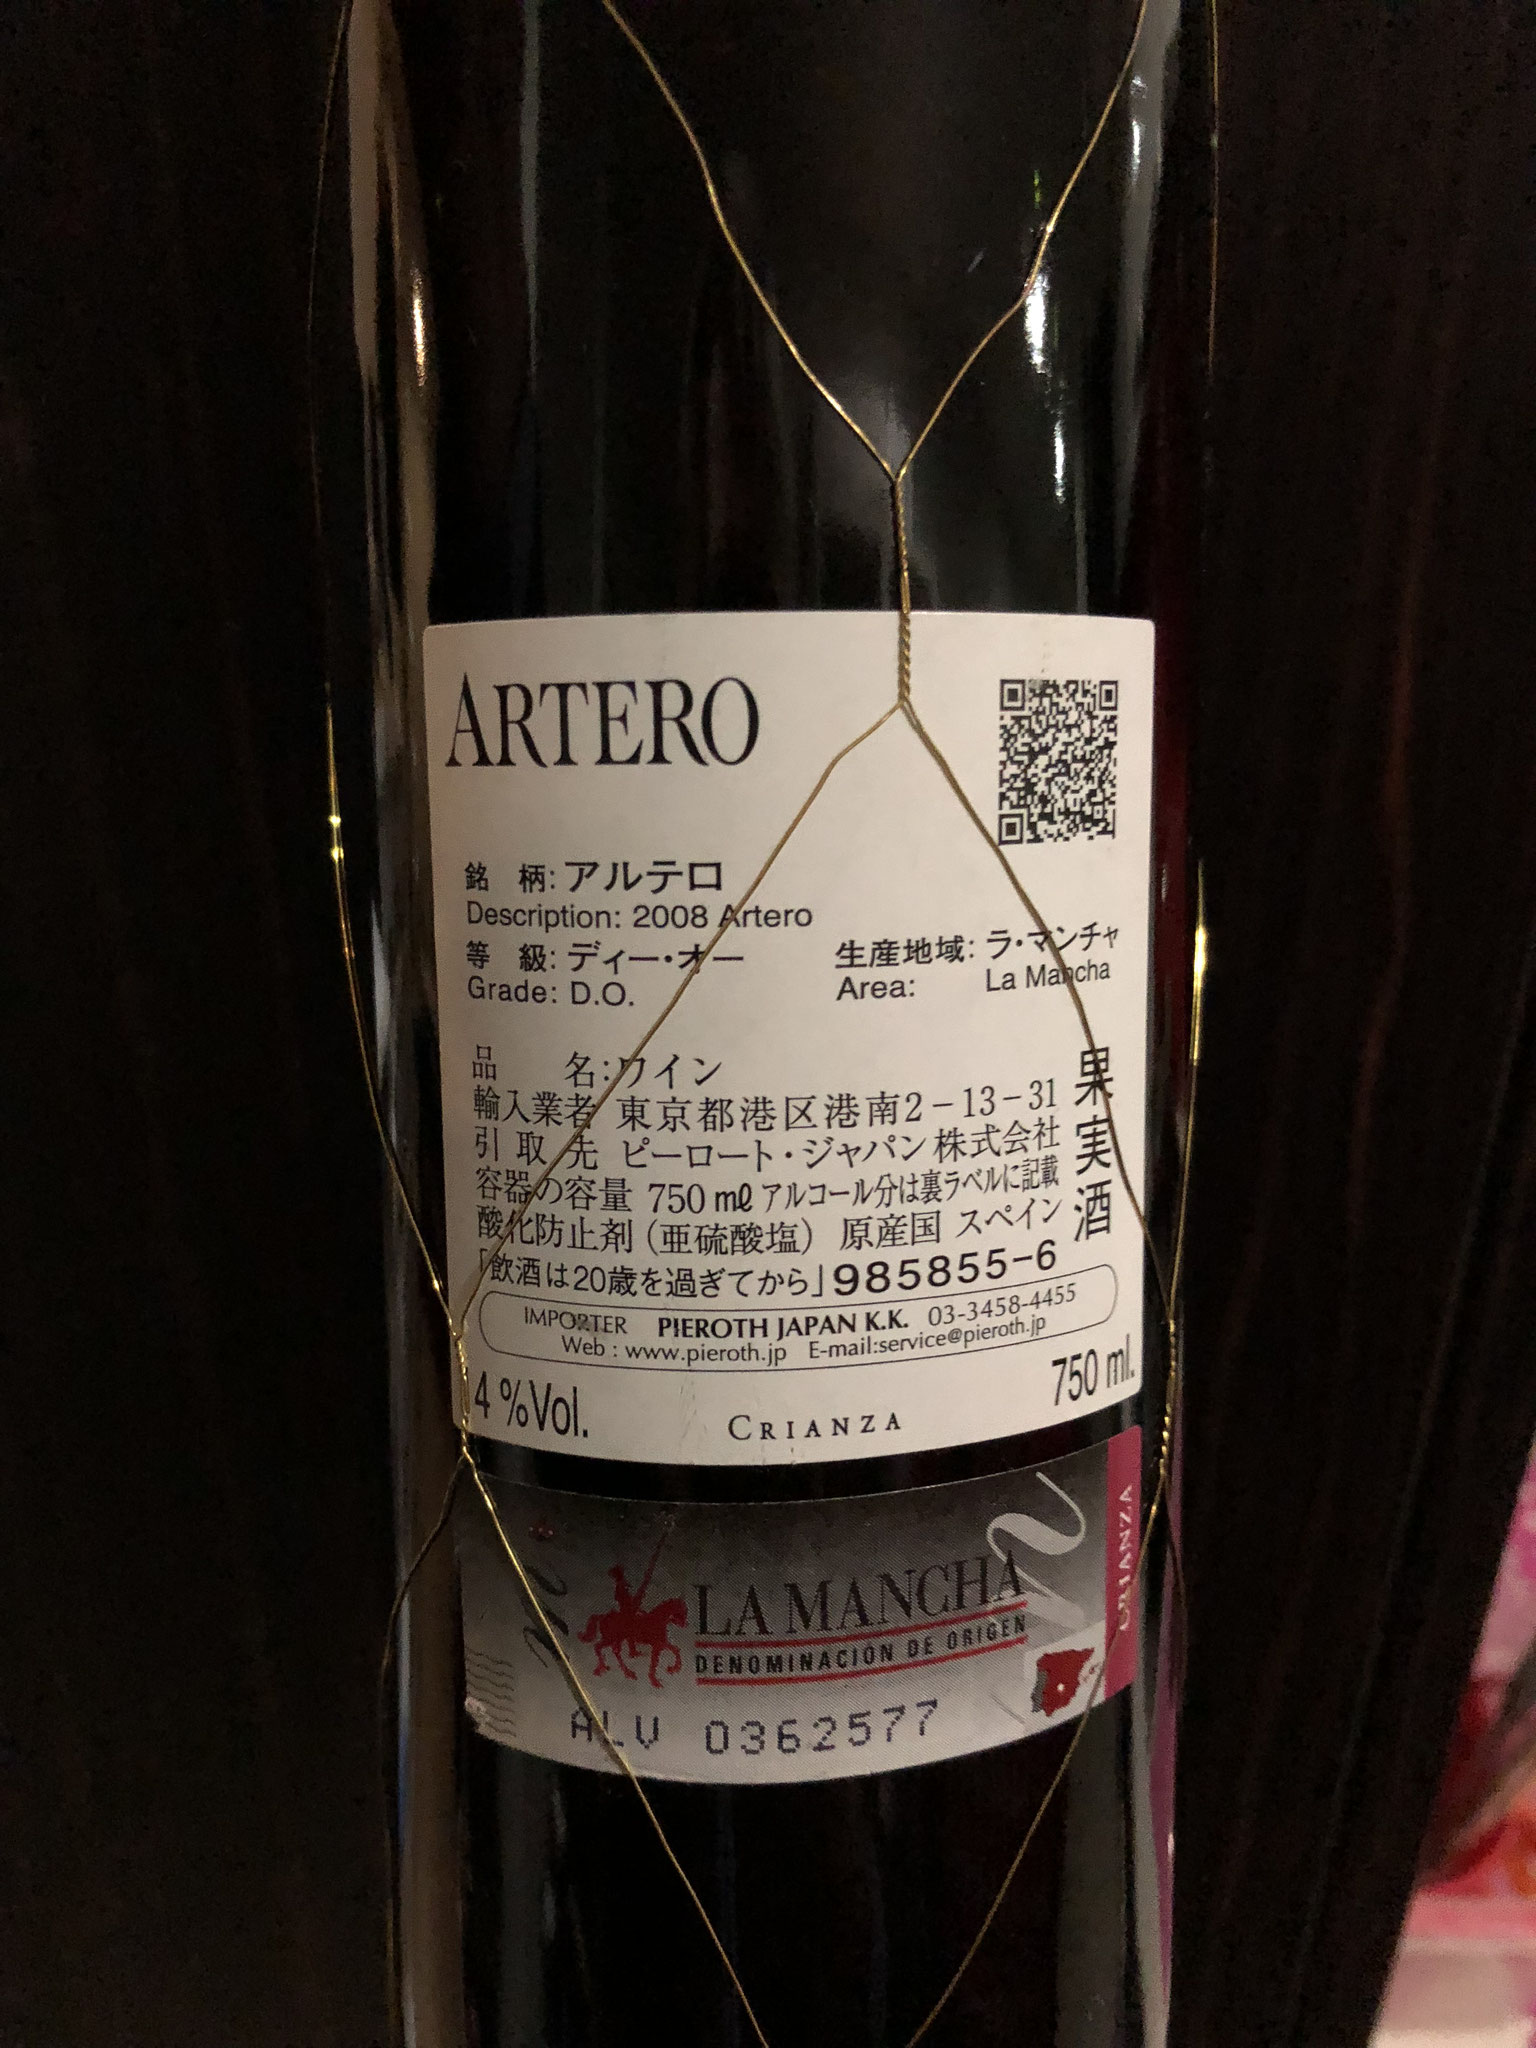 ARTERO
銘 柄: アルテロ
Description: 2008 Artero
等 級: ディー・オー
Grade: D.O.
生産地域: ラ・マンチャ
Area: La Mancha
品 名:ワイン
輸入業者 東京都港区港南2-13-31
引取先 ピーロート・ジャパン株式会社
容器の容量 750㎖ アルコール分は裏ラベルに記載
酸化防止剤(亜硫酸塩) 原産国 スペイン
「飲酒は20歳を過ぎてから」985855-6
果実酒
IMPORTER PIEROTH JAPAN K.K. 03-3458-4455
Web : www.pieroth.jp E-mail:service@pieroth.jp
4 %Vol.
750 ml.
CRIANZA
LA MANCHA
DENOMINACIÓN DE ORIGEN
CRIANZA
ALV 0362577